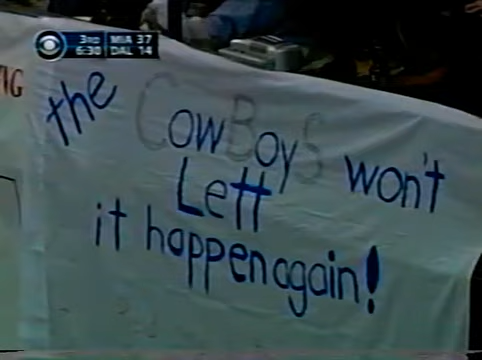 3RD MIA 37
6:30 DAL 14
the CowBoyS won't
Lett
it happen again!